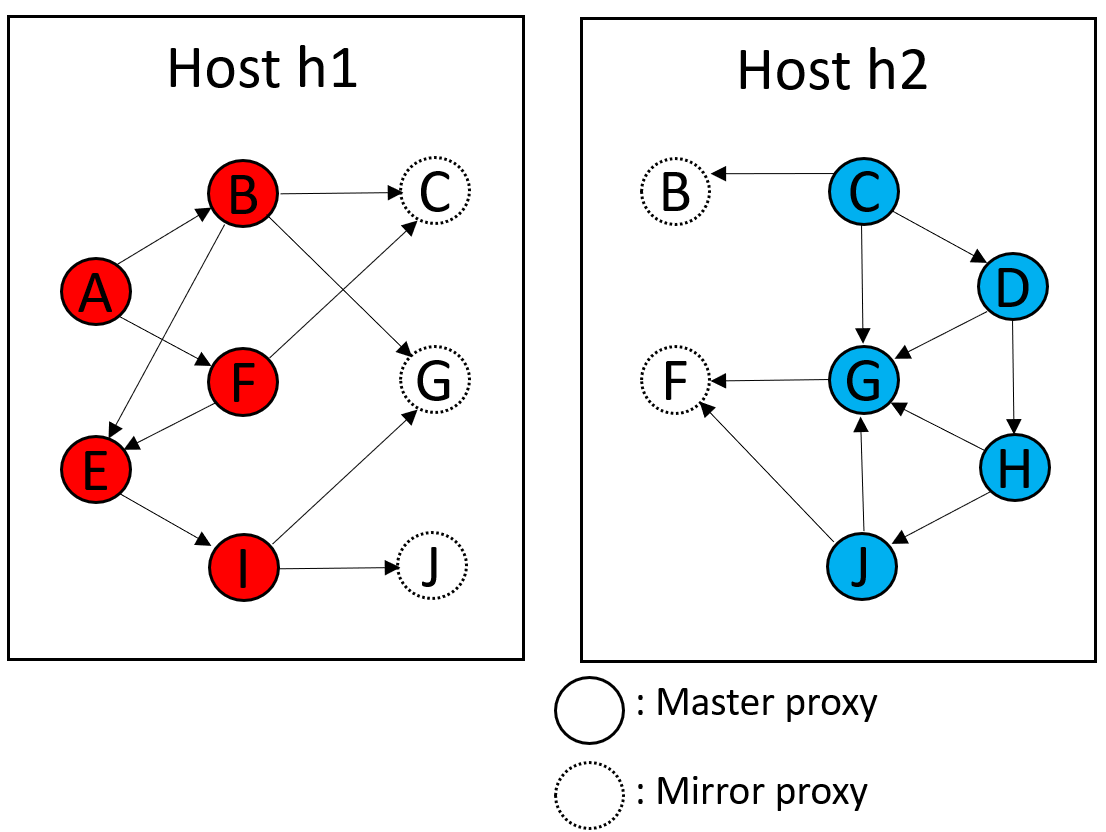 Host h1
B
C
A
F
G
E
I
J
Host h2
B
C
D
F
G
H
J
: Master proxy
: Mirror proxy